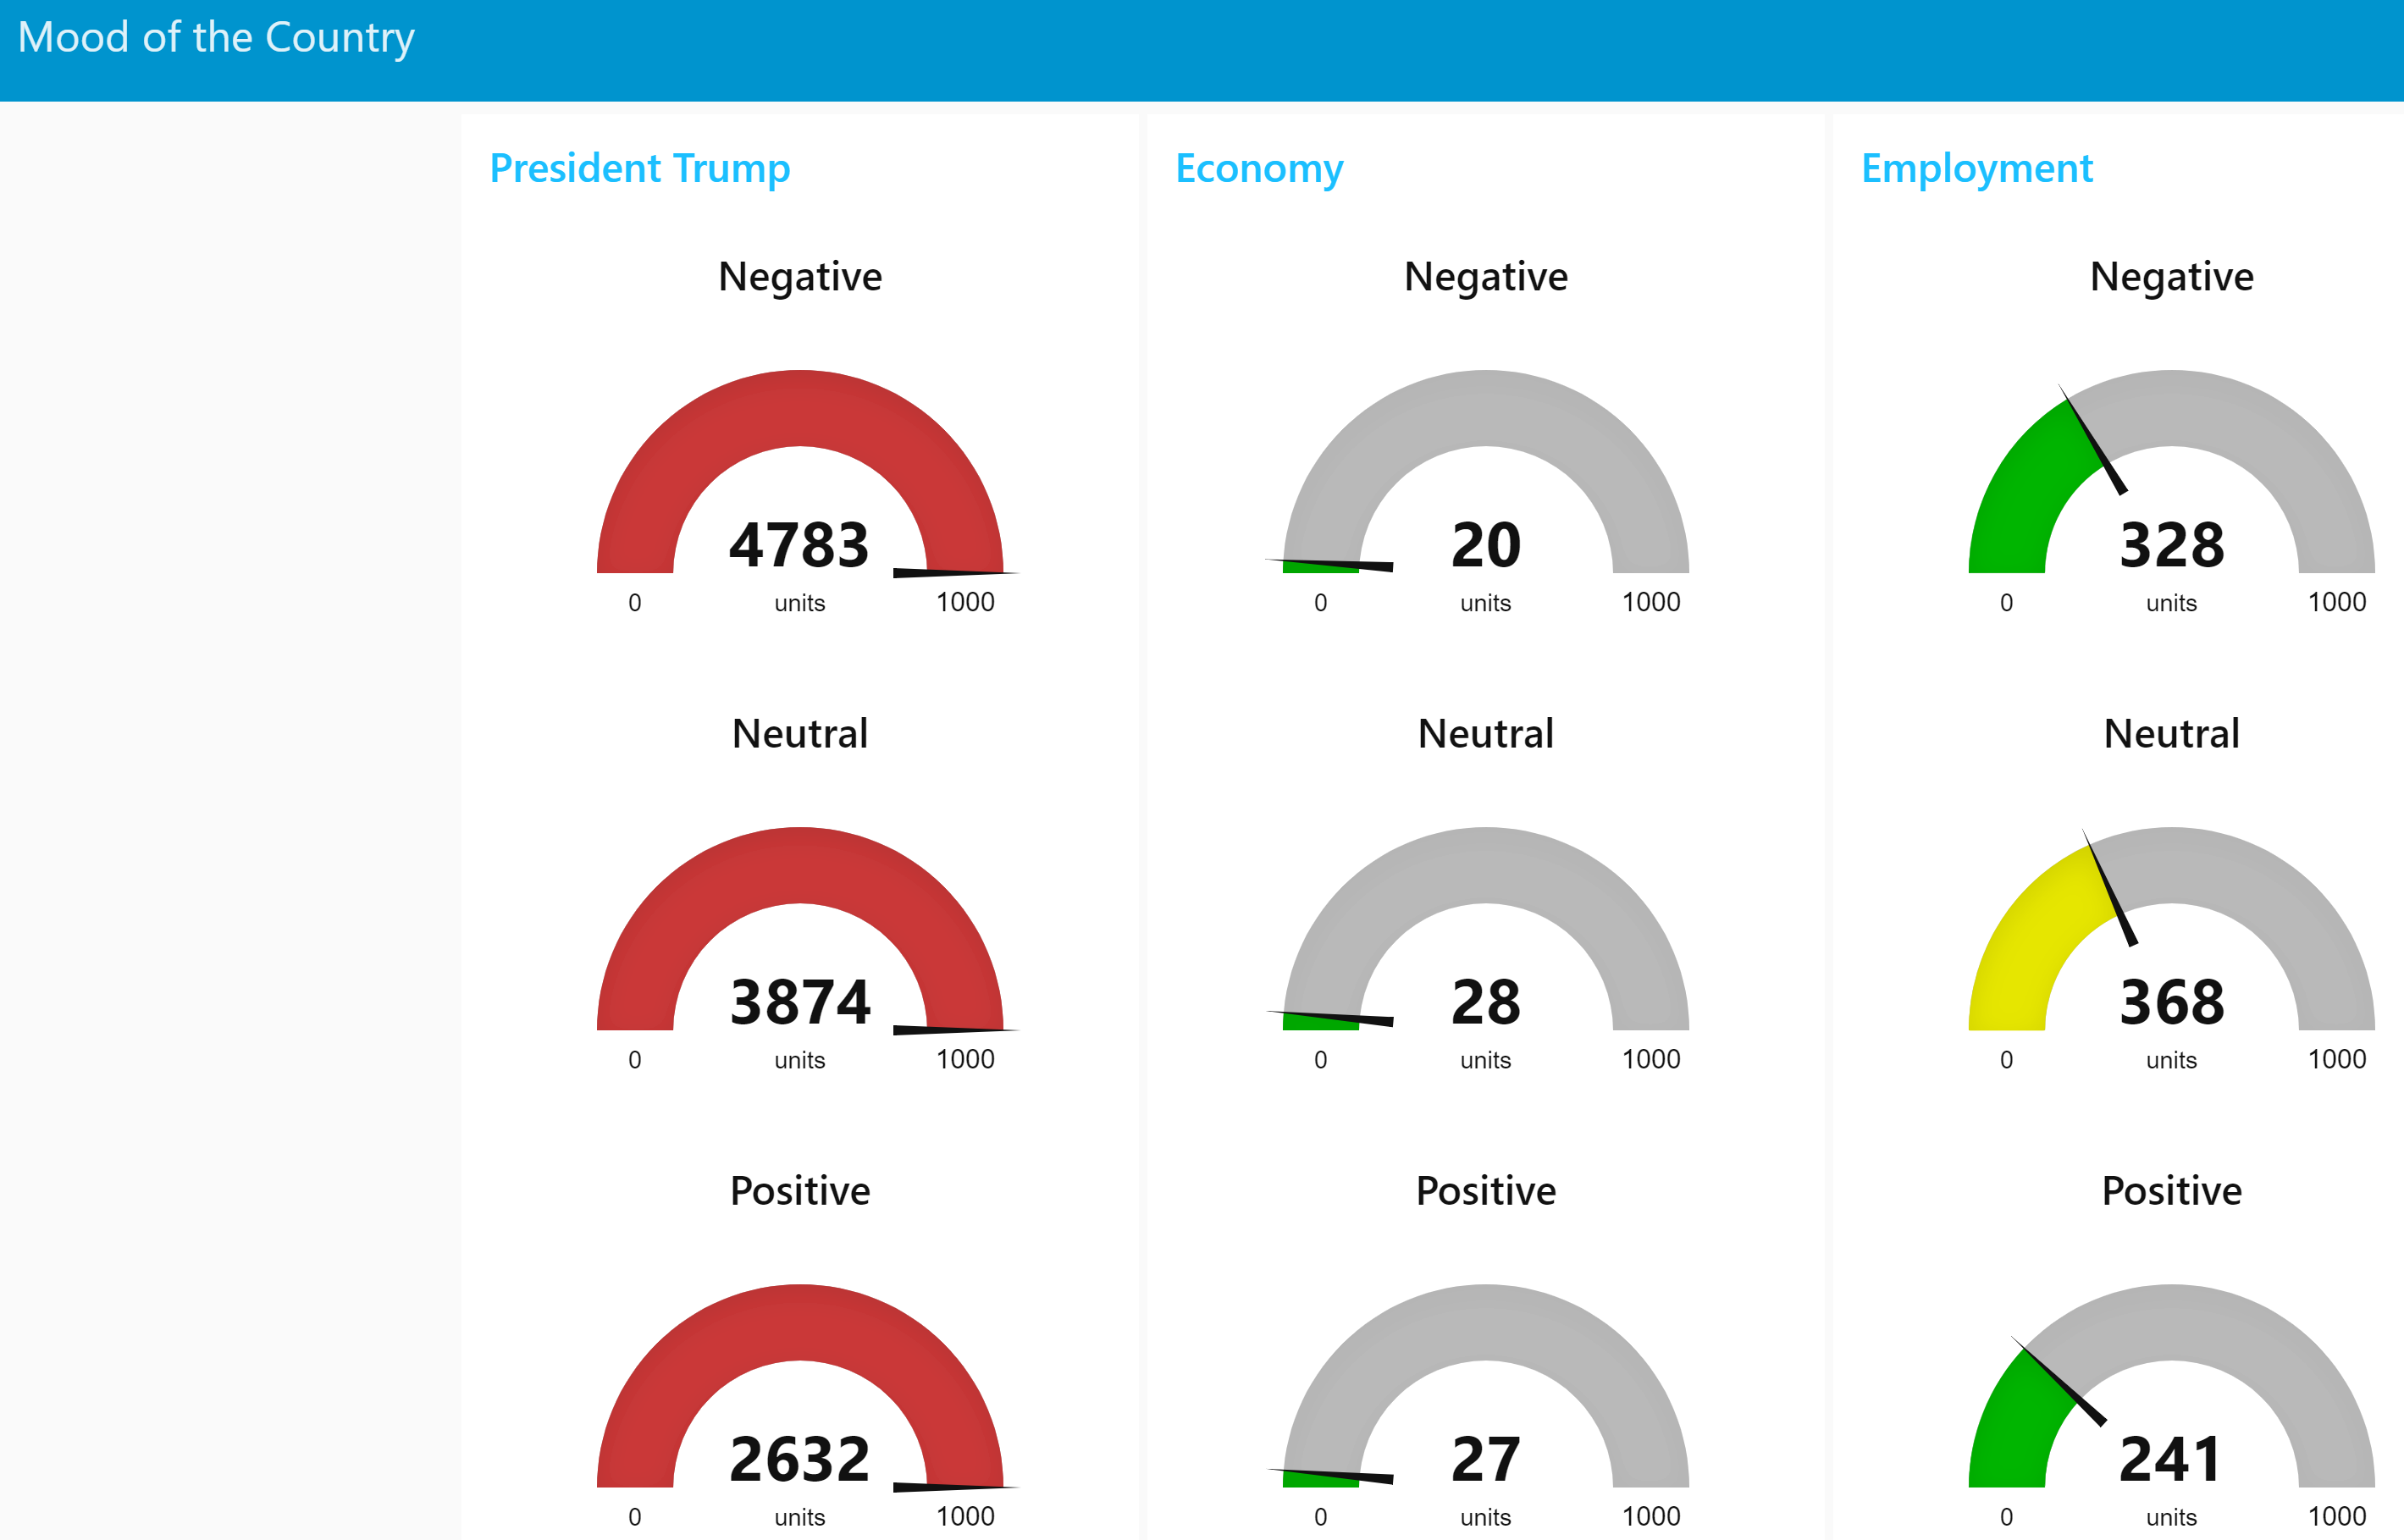 Mood of the Country
President Trump
Negative
4783
0 units 1000
Neutral
3874
0 units 1000
Positive
2632
0 units 1000
Economy
Negative
20
0 units 1000
Neutral
28
0 units 1000
Positive
27
0 units 1000
Employment
Negative
328
0 units 1000
Neutral
368
0 units 1000
Positive
241
0 units 1000